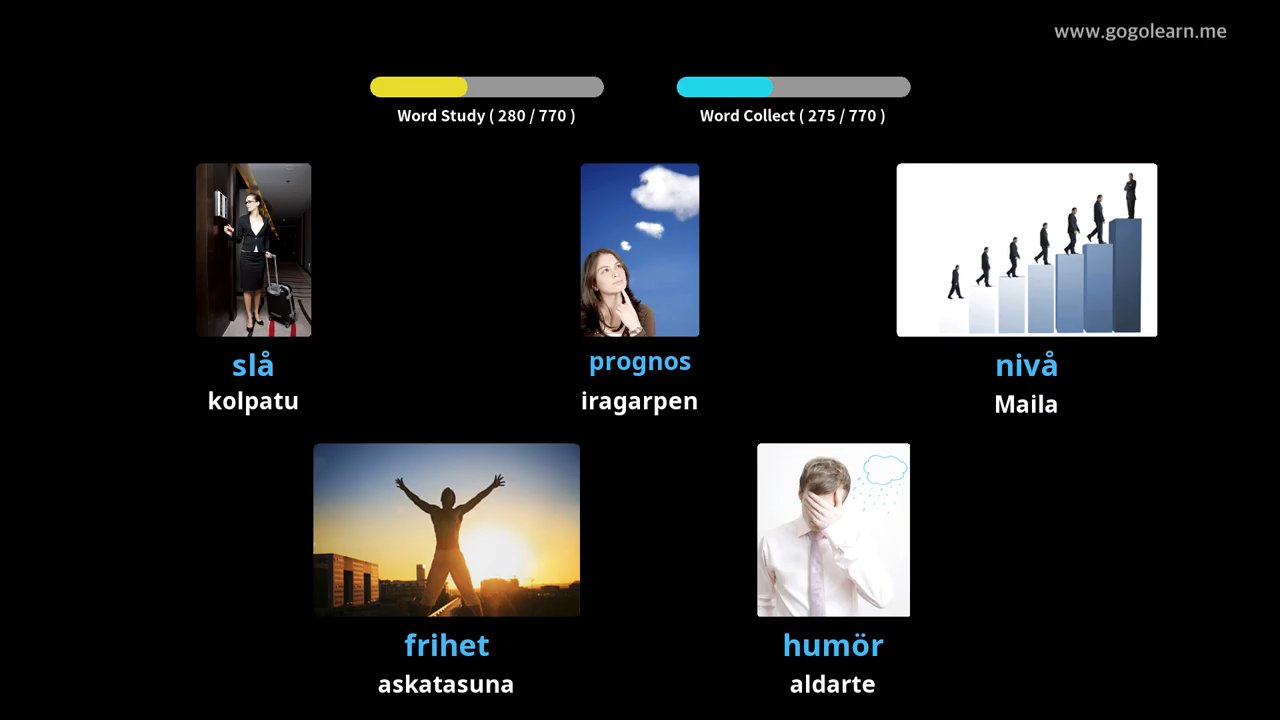 www.gogolearn.me
Word Study ( 280 / 770 )
Word Collect ( 275 / 770 )
slå
kolpatu
prognos
iragarpen
nivå
Maila
frihet
askatasuna
humör
aldarte